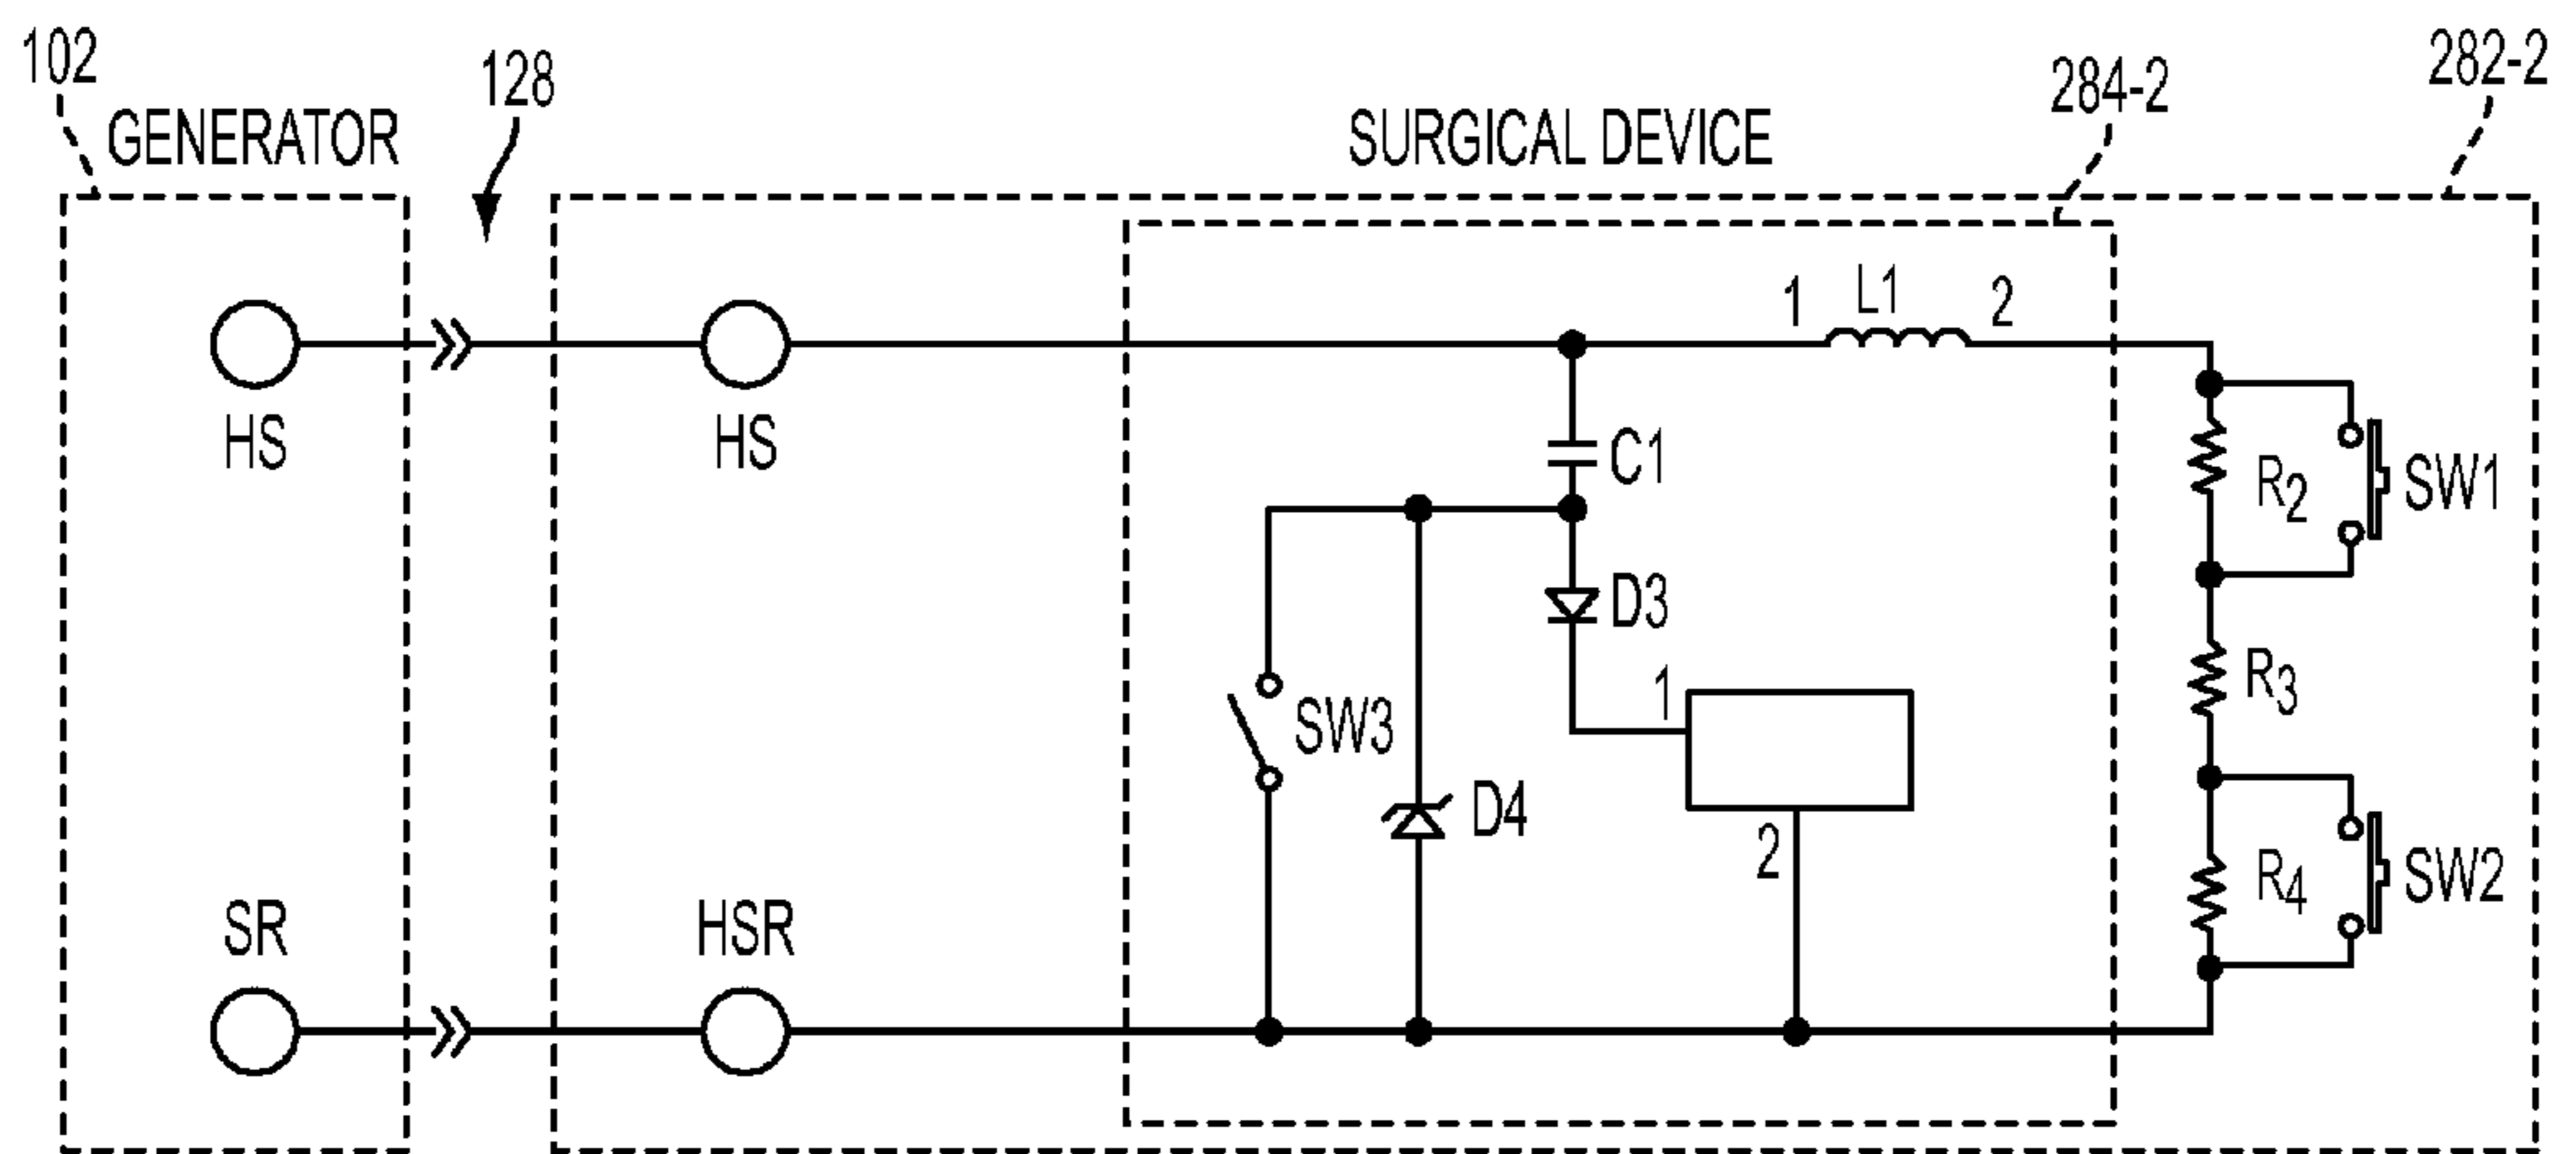 102
128
284-2
282-2
GENERATOR
SURGICAL DEVICE
1
L1
2
HS
HS
C1
R2
SW1
D3
1
R3
SW3
D4
2
R4
SW2
SR
HSR